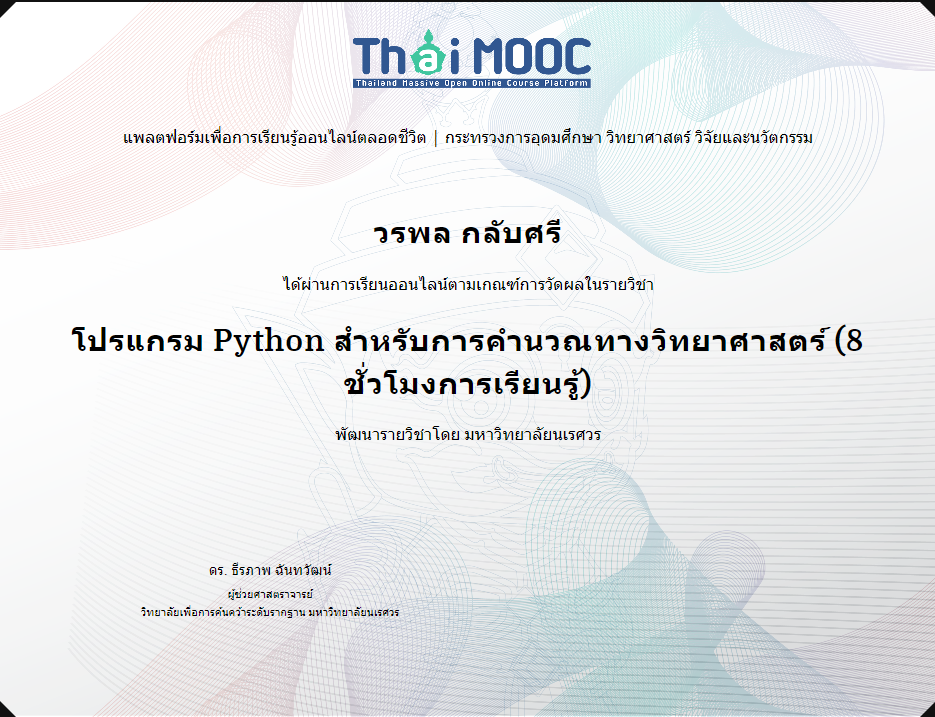 Thai MOOC
Thailand Massive Open Online Course Platform
แพลตฟอร์มเพื่อการเรียนรู้ออนไลน์ตลอดชีวิต | กระทรวงการอุดมศึกษา วิทยาศาสตร์ วิจัยและนวัตกรรม
วรพล กลับศรี
ได้ผ่านการเรียนออนไลน์ตามเกณฑ์การวัดผลในรายวิชา
โปรแกรม Python สำหรับการคำนวณทางวิทยาศาสตร์ (8
ชั่วโมงการเรียนรู้)
พัฒนารายวิชาโดย มหาวิทยาลัยนเรศวร
ดร. ธีรภาพ ฉันทวัฒน์
ผู้ช่วยศาสตราจารย์
วิทยาลัยเพื่อการค้นคว้าระดับรากฐาน มหาวิทยาลัยนเรศวร